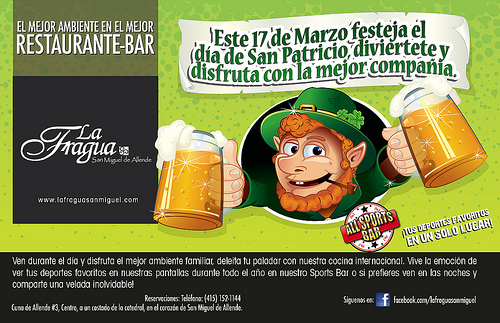 EL MEJOR AMBIENTE EN EL MEJOR
RESTAURANTE-BAR
¡Este 17 de Marzo festeja el
día de San Patricio, diviértete y
disfruta con la mejor compañia.
La
Fragua
San Miguel de Allende
www.lafraguasanmiguel.com
ALL SPORTS
BAR
¡TUS DEPORTES FAVORITOS
EN UN SOLO LUGAR!
Ven durante el día y disfruta el mejor ambiente familiar, deleita tu paladar con nuestra cocina internacional. Vive la emoción de
ver tus deportes favoritos en nuestras pantallas durante todo el año en nuestro Sports Bar o si prefieres ven en las noches y
comparte una velada inolvidable!
Reservaciones: Teléfono: (415) 152-1144
Cuna de Allende #3, Centro, a un costado de la catedral, en el corazón de San Miguel de Allende.
Síguenos en: f facebook.com/lafraguasanmiguel